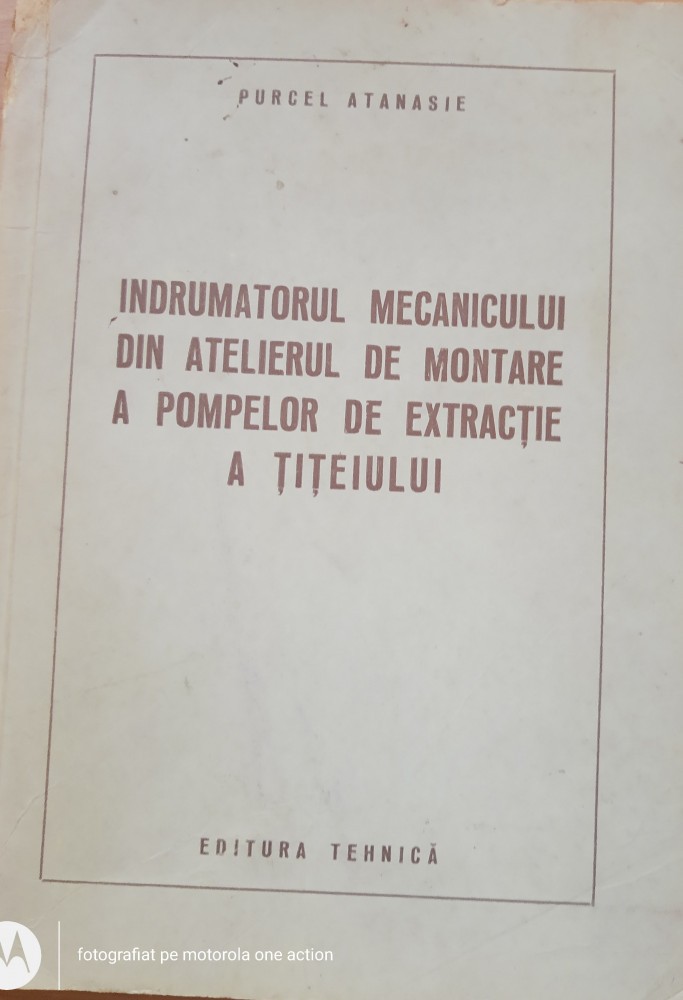 PURCEL ATANASIE
INDRUMATORUL MECANICULUI
DIN ATELIERUL DE MONTARE
A POMPELOR DE EXTRACȚIE
A ȚIȚEIULUI
EDITURA TEHNICĂ
fotografiat pe motorola one action